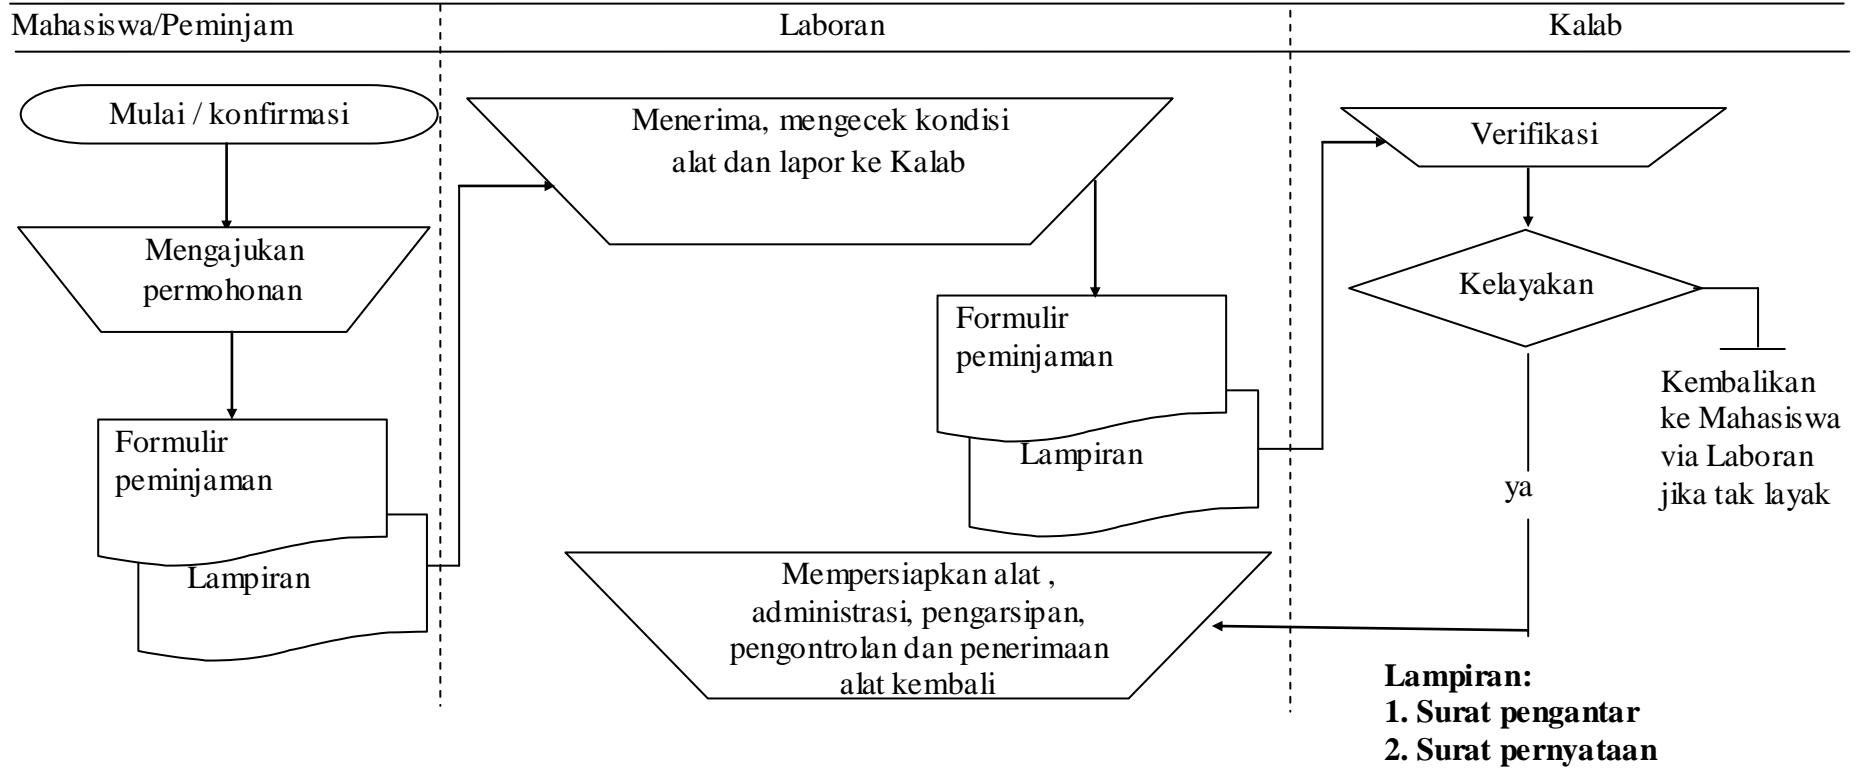 Mahasiswa/Peminjam
Laboran
Kalab
Mulai / konfirmasi
Mengajukan
permohonan
Formulir
peminjaman
Lampiran
Menerima, mengecek kondisi
alat dan lapor ke Kalab
Formulir
peminjaman
Lampiran
Verifikasi
Kelayakan
Kembalikan
ke Mahasiswa
via Laboran
jika tak layak
ya
Mempersiapkan alat ,
administrasi, pengarsipan,
pengontrolan dan penerimaan
alat kembali
Lampiran:
1. Surat pengantar
2. Surat pernyataan